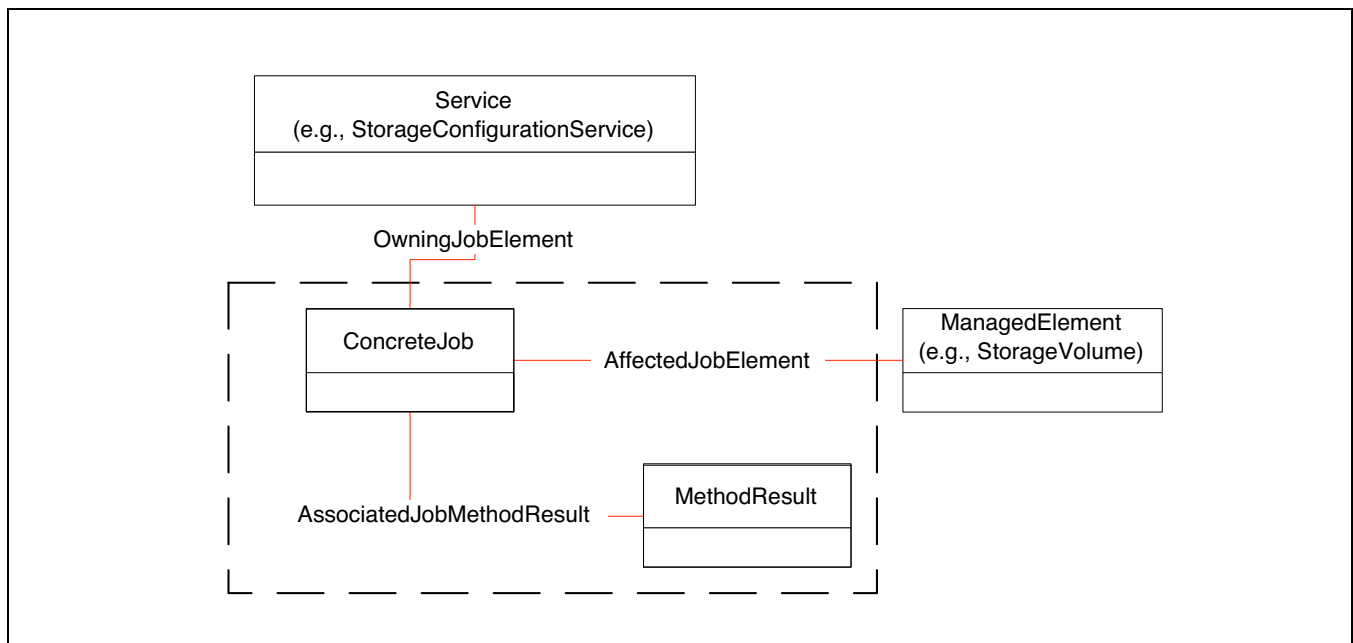 Service
(e.g., StorageConfigurationService)
OwningJobElement
ConcreteJob
AffectedJobElement
ManagedElement
(e.g., StorageVolume)
MethodResult
AssociatedJobMethodResult